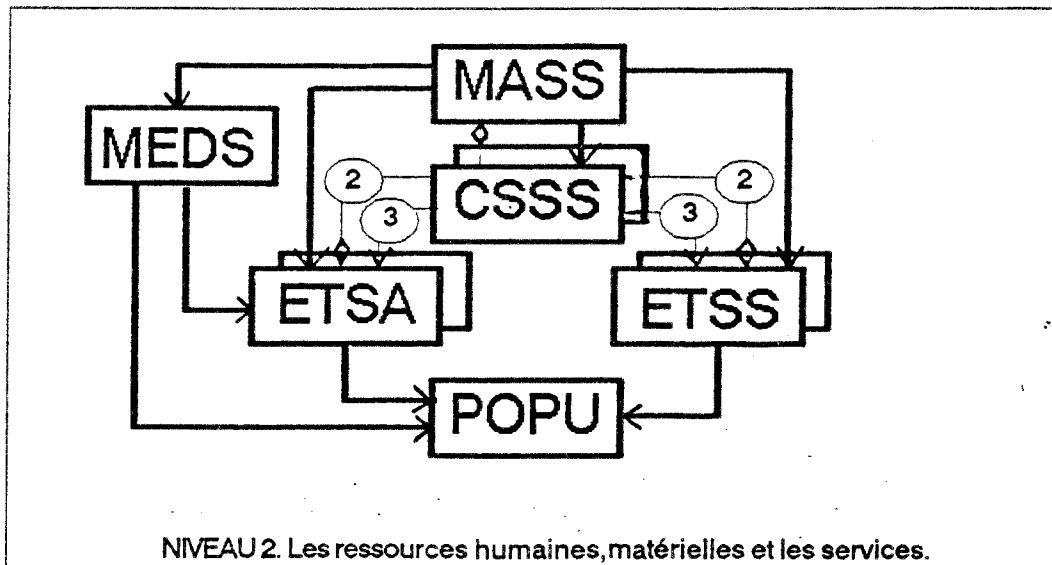 MASS
MEDS
2
CSSS
2
3
3
ETSA
ETSS
POPU
NIVEAU 2. Les ressources humaines, matérielles et les services.